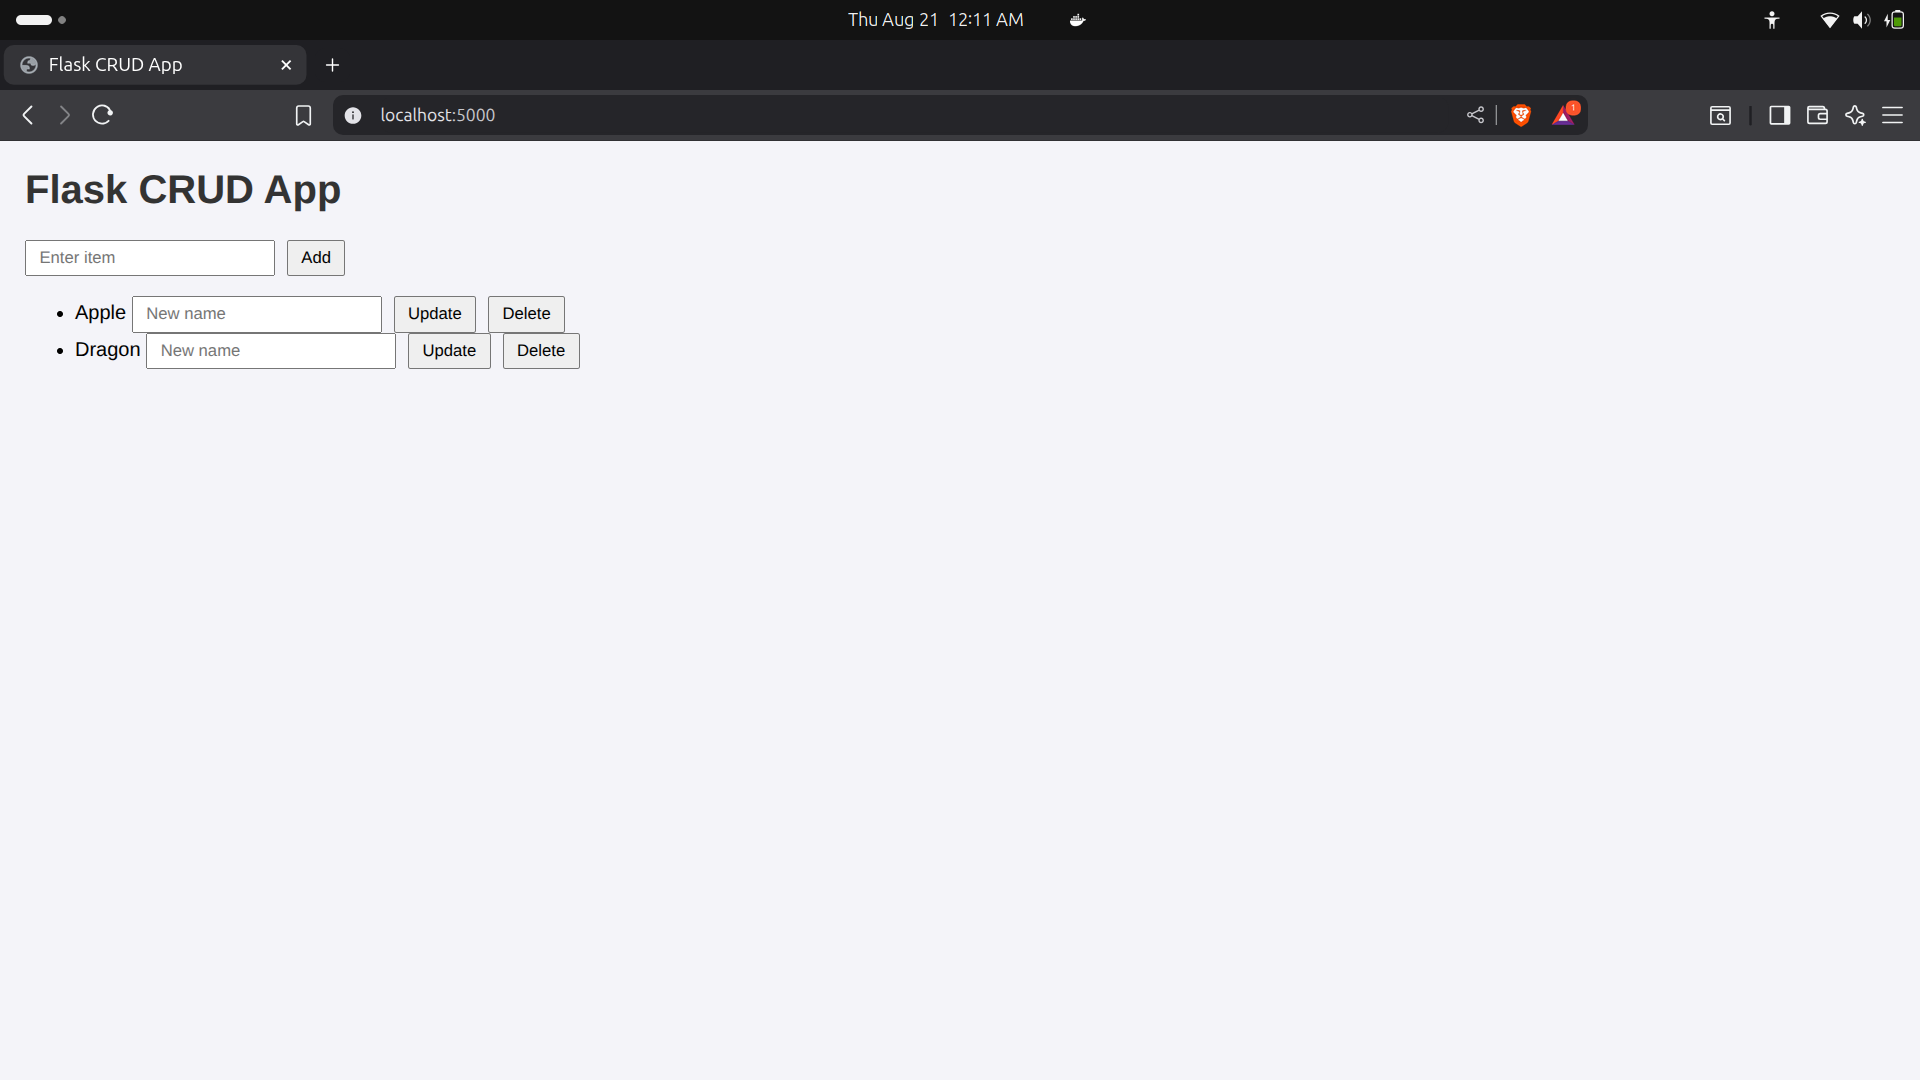 Thu Aug 21 12:11 AM
Flask CRUD App
localhost:5000
1
Flask CRUD App
Enter item Add
Apple New name Update Delete
Dragon New name Update Delete